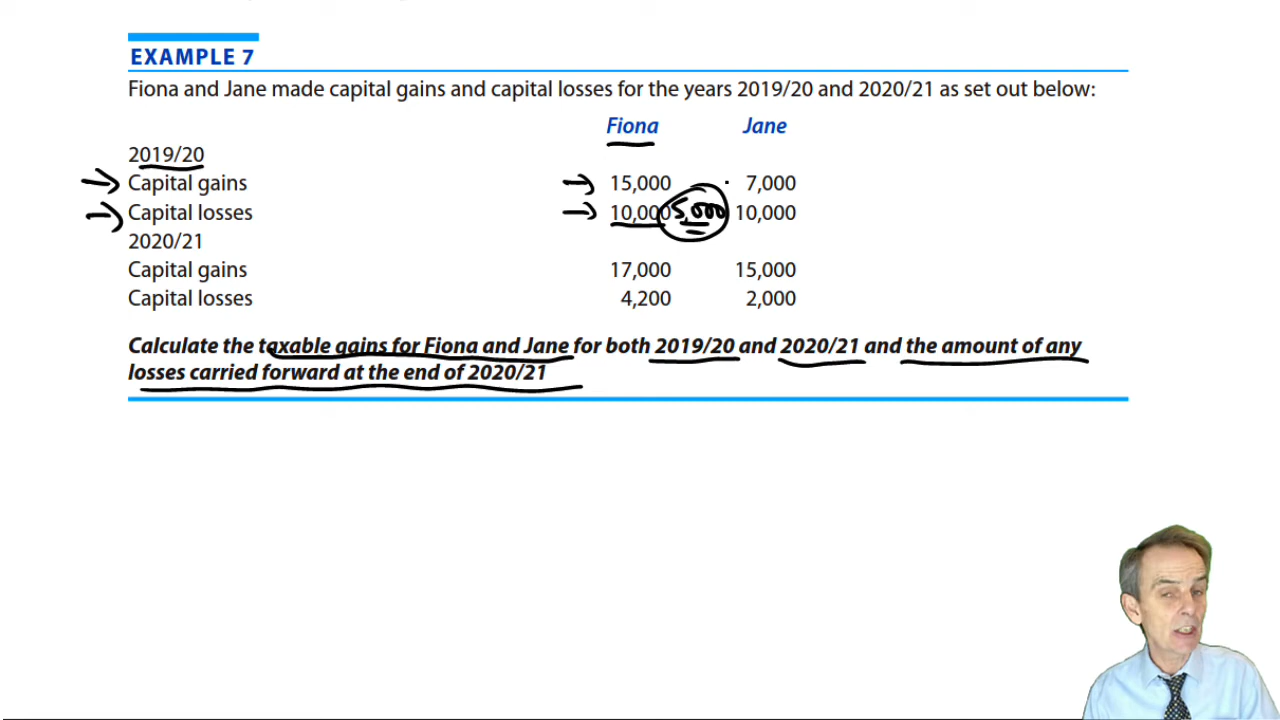 EXAMPLE 7
Fiona and Jane made capital gains and capital losses for the years 2019/20 and 2020/21 as set out below:
Fiona Jane
2019/20
Capital gains 15,000 7,000
Capital losses 10,000 5,000 10,000
2020/21
Capital gains 17,000 15,000
Capital losses 4,200 2,000
Calculate the taxable gains for Fiona and Jane for both 2019/20 and 2020/21 and the amount of any
losses carried forward at the end of 2020/21